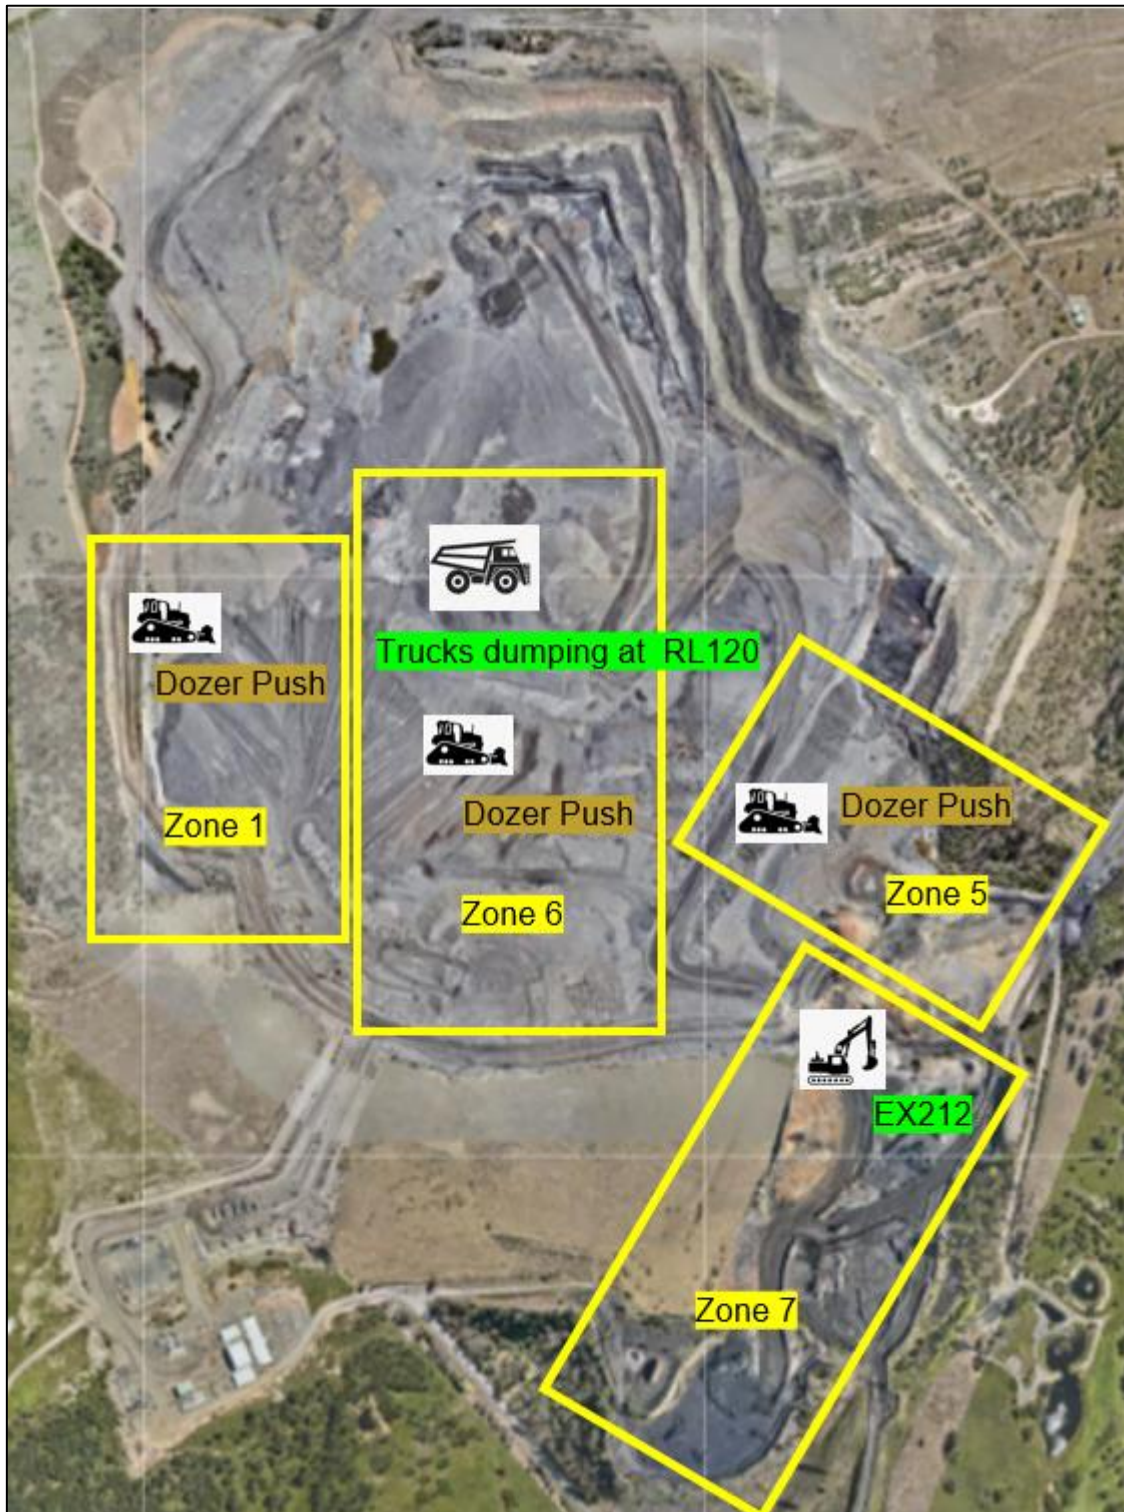 Trucks dumping at RL120
Dozer Push
Zone 1
Dozer Push
Zone 6
Dozer Push
Zone 5
EX212
Zone 7